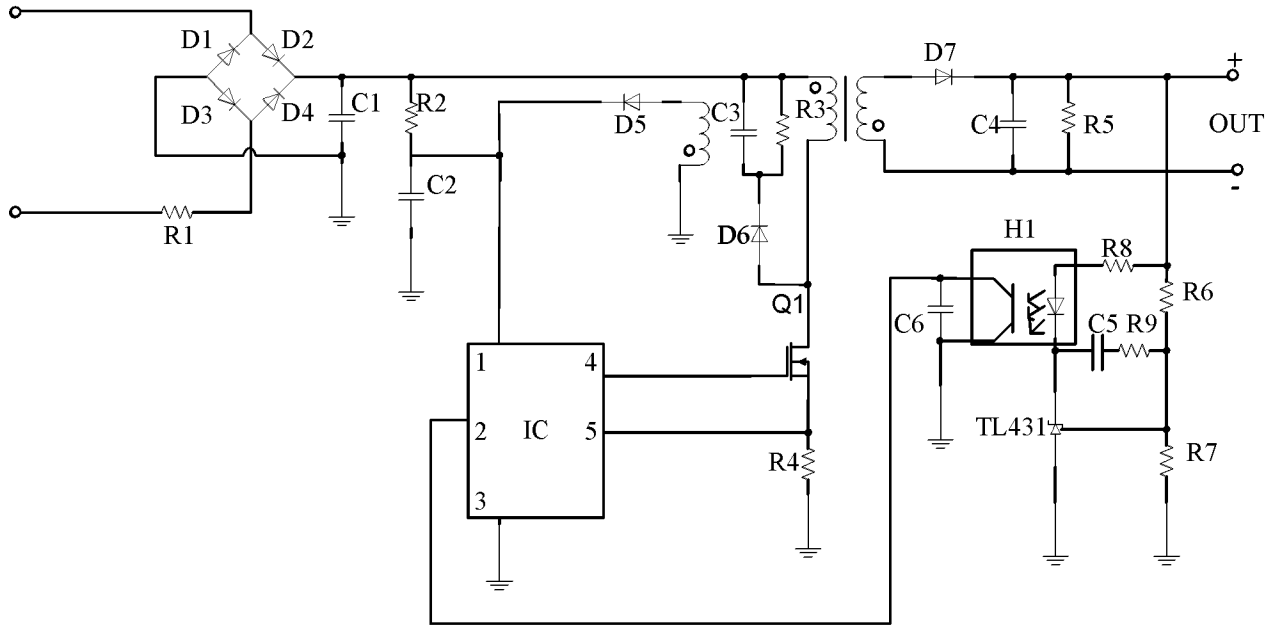 D1
D2
D7
+
D3
D4
C1
R2
D5
C3
R3
C4
R5
OUT
C2
-
R1
D6
H1
R8
Q1
C6
R6
C5
R9
1
4
2
IC
5
TL431
R4
R7
3